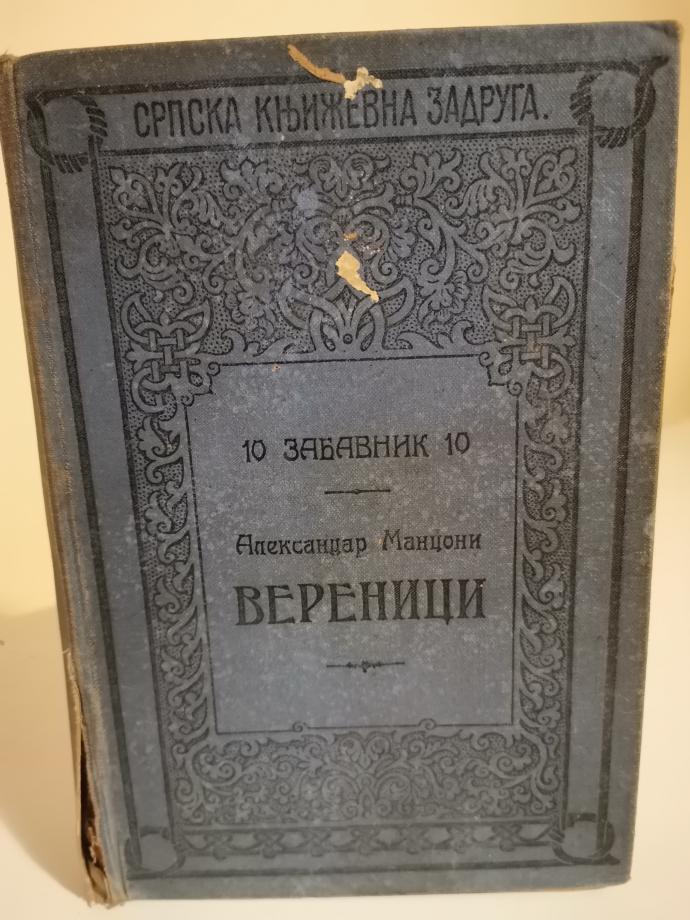 СРПСКА КЊИЖЕВНА ЗАДРУГА.
10 ЗАБАВНИК 10
Александар Манцони
ВЕРЕНИЦИ